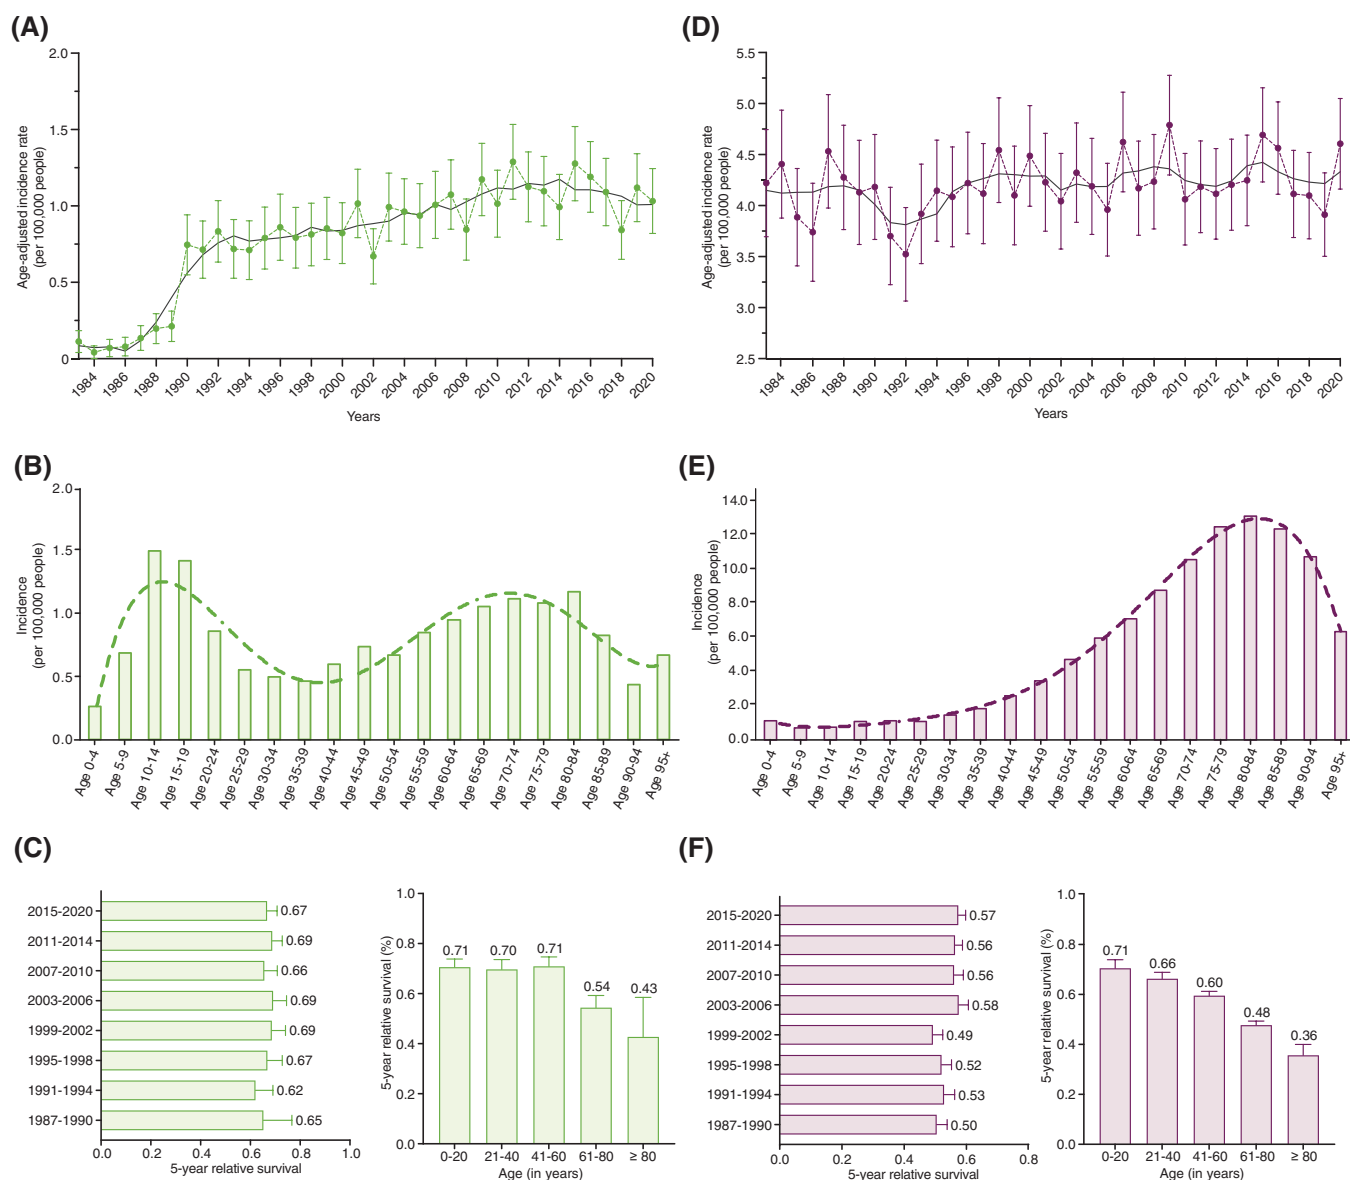 (A)
Age-adjusted incidence rate
(per 100,000 people)
2.0
1.5
1.0
0.5
0
1984 1986 1988 1990 1992 1994 1996 1998 2000 2002 2004 2006 2008 2010 2012 2014 2016 2018 2020
Years
(D)
Age-adjusted incidence rate
(per 100,000 people)
5.5
5.0
4.5
4.0
3.5
3.0
2.5
1984 1986 1988 1990 1992 1994 1996 1998 2000 2002 2004 2006 2008 2010 2012 2014 2016 2018 2020
Years
(B)
Incidence
(per 100,000 people)
2.0
1.5
1.0
0.5
0.0
Age 0-4 Age 5-9 Age 10-14 Age 15-19 Age 20-24 Age 25-29 Age 30-34 Age 35-39 Age 40-44 Age 45-49 Age 50-54 Age 55-59 Age 60-64 Age 65-69 Age 70-74 Age 75-79 Age 80-84 Age 85-89 Age 90-94 Age 95+
(E)
Incidence
(per 100,000 people)
14.0
12.0
10.0
8.0
6.0
4.0
2.0
0.0
Age 0-4 Age 5-9 Age 10-14 Age 15-19 Age 20-24 Age 25-29 Age 30-34 Age 35-39 Age 40-44 Age 45-49 Age 50-54 Age 55-59 Age 60-64 Age 65-69 Age 70-74 Age 75-79 Age 80-84 Age 85-89 Age 90-94 Age 95+
(C)
2015-2020 0.67
2011-2014 0.69
2007-2010 0.66
2003-2006 0.69
1999-2002 0.69
1995-1998 0.67
1991-1994 0.62
1987-1990 0.65
0.0 0.2 0.4 0.6 0.8 1.0
5-year relative survival
5-year relative survival (%)
1.0
0.8
0.6
0.4
0.2
0.0
0.71 0.70 0.71 0.54 0.43
0-20 21-40 41-60 61-80 ≥ 80
Age (in years)
(F)
2015-2020 0.57
2011-2014 0.56
2007-2010 0.56
2003-2006 0.58
1999-2002 0.49
1995-1998 0.52
1991-1994 0.53
1987-1990 0.50
0.0 0.2 0.4 0.6 0.8
5-year relative survival
5-year relative survival (%)
1.0
0.8
0.6
0.4
0.2
0.0
0.71 0.66 0.60 0.48 0.36
0-20 21-40 41-60 61-80 ≥ 80
Age (in years)